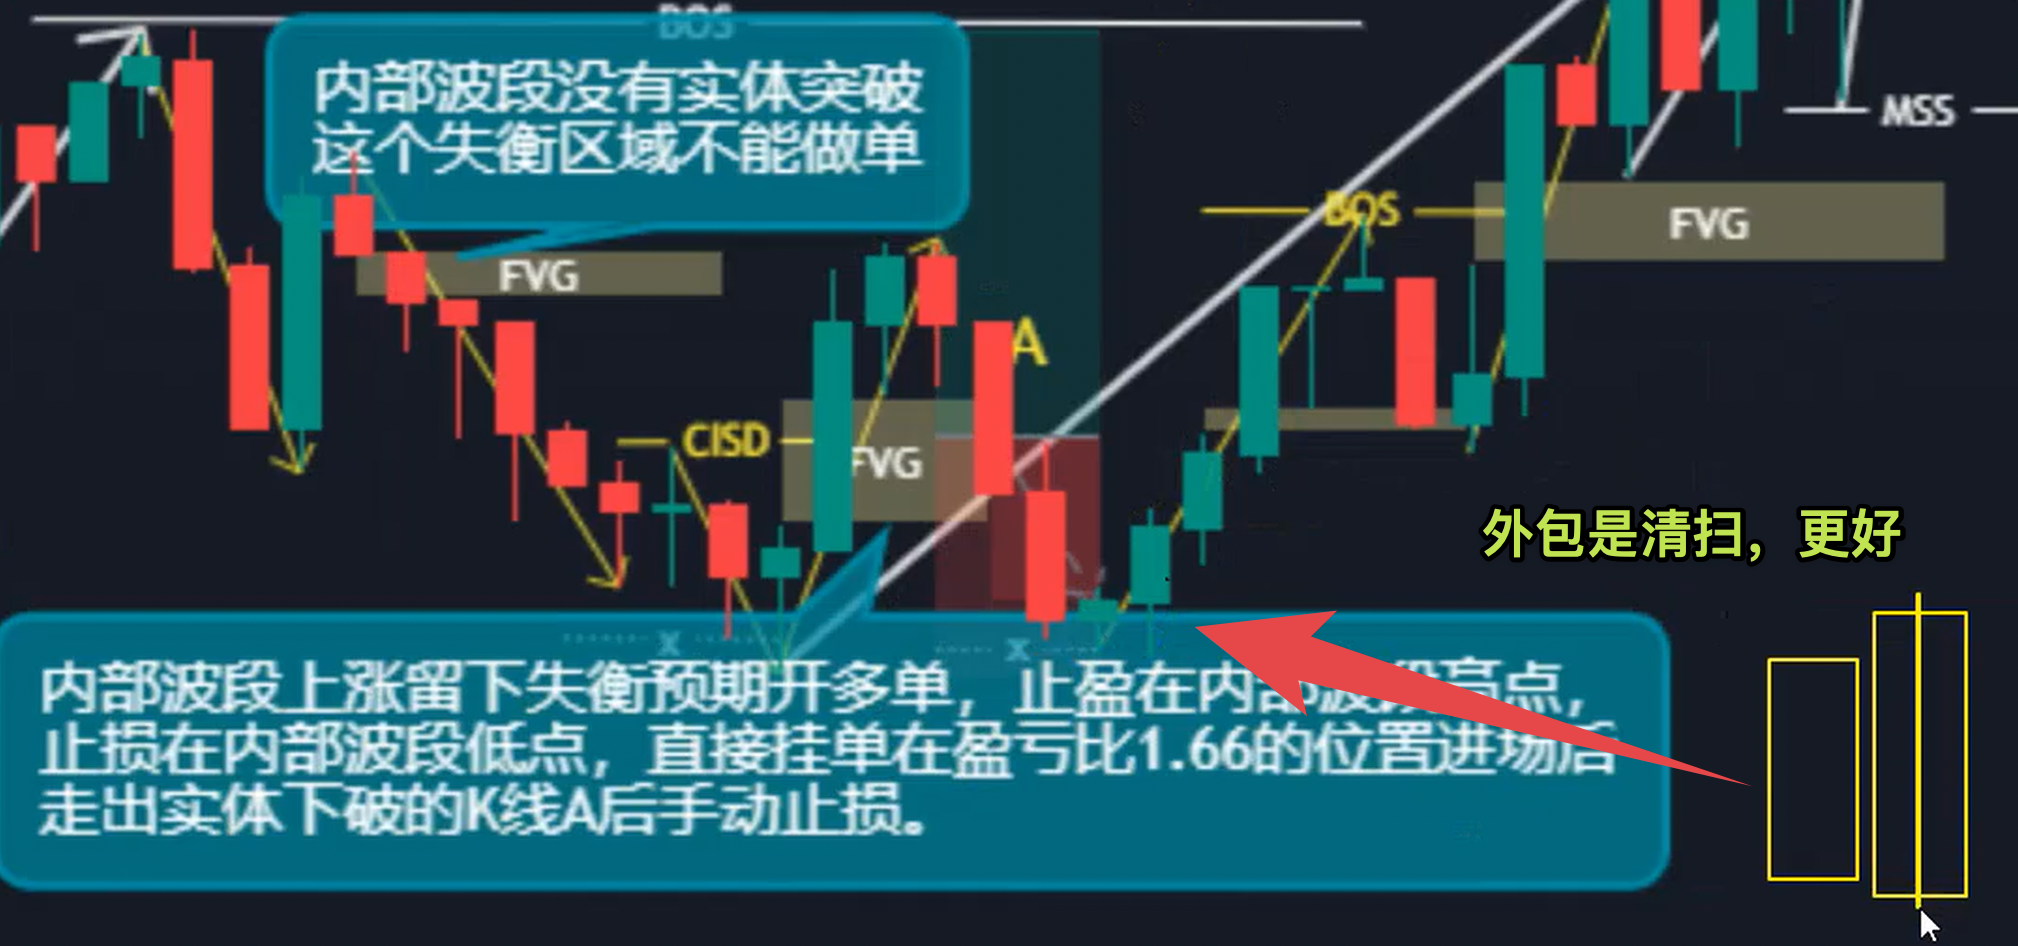 BOS
内部波段没有实体突破
这个失衡区域不能做单
MSS
BOS
FVG
FVG
A
CISD
FVG
外包是清扫，更好
x
x
内部波段上涨留下失衡预期开多单，止盈在内部波段高点，
止损在内部波段低点，直接挂单在盈亏比1.66的位置进场后
走出实体下破的K线A后手动止损。